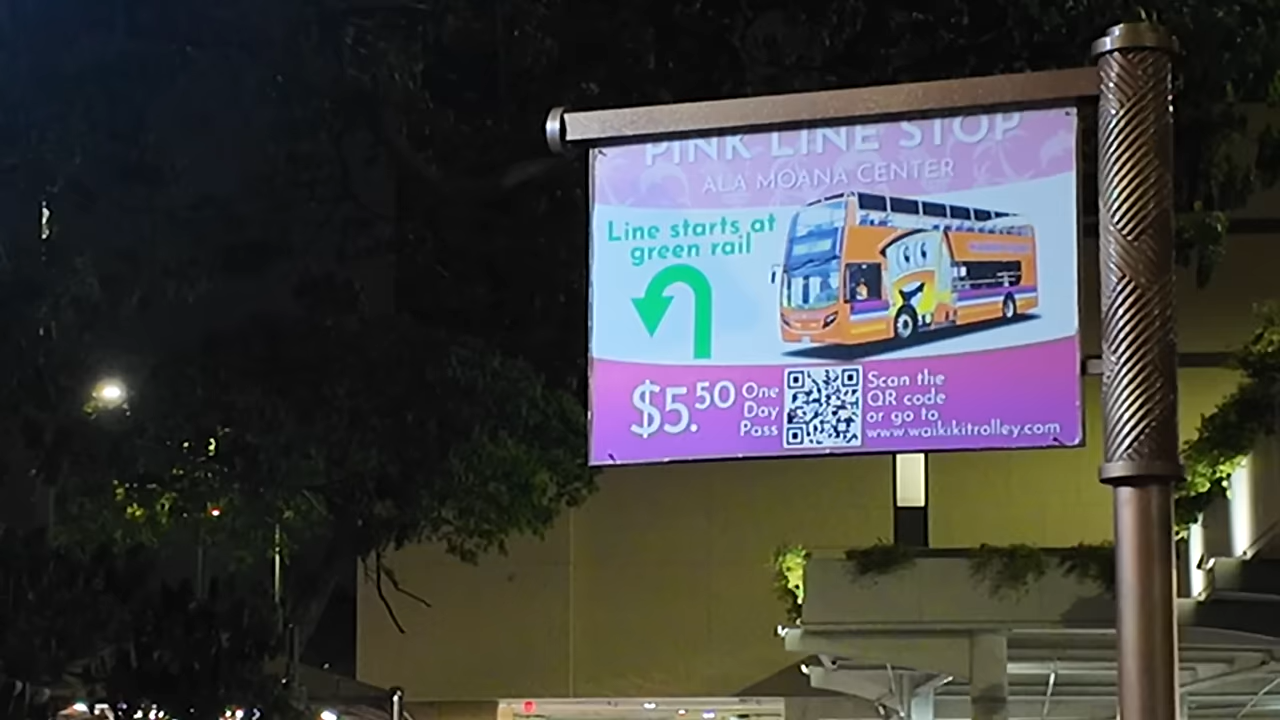 PINK LINE STOP
ALA MOANA CENTER
Line starts at
green rail
$5.50
One
Day
Pass
Scan the
QR code
or go to
www.waikikitrolley.com